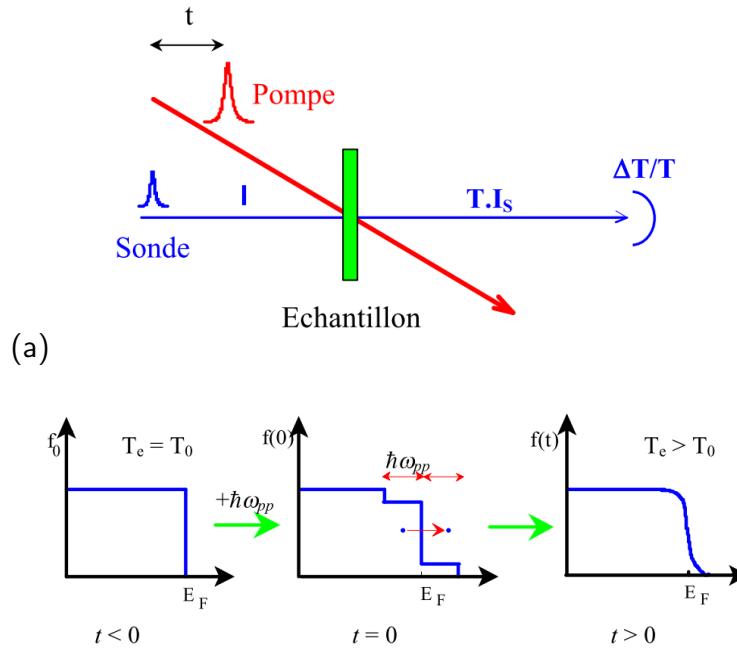 t
Pompe
I
T.I_S
ΔT/T
Sonde
Echantillon
(a)
f_0
T_e = T_0
E_F
t < 0
+ℏω_pp
f(0)
ℏω_pp
E_F
t = 0
f(t)
T_e > T_0
E_F
t > 0